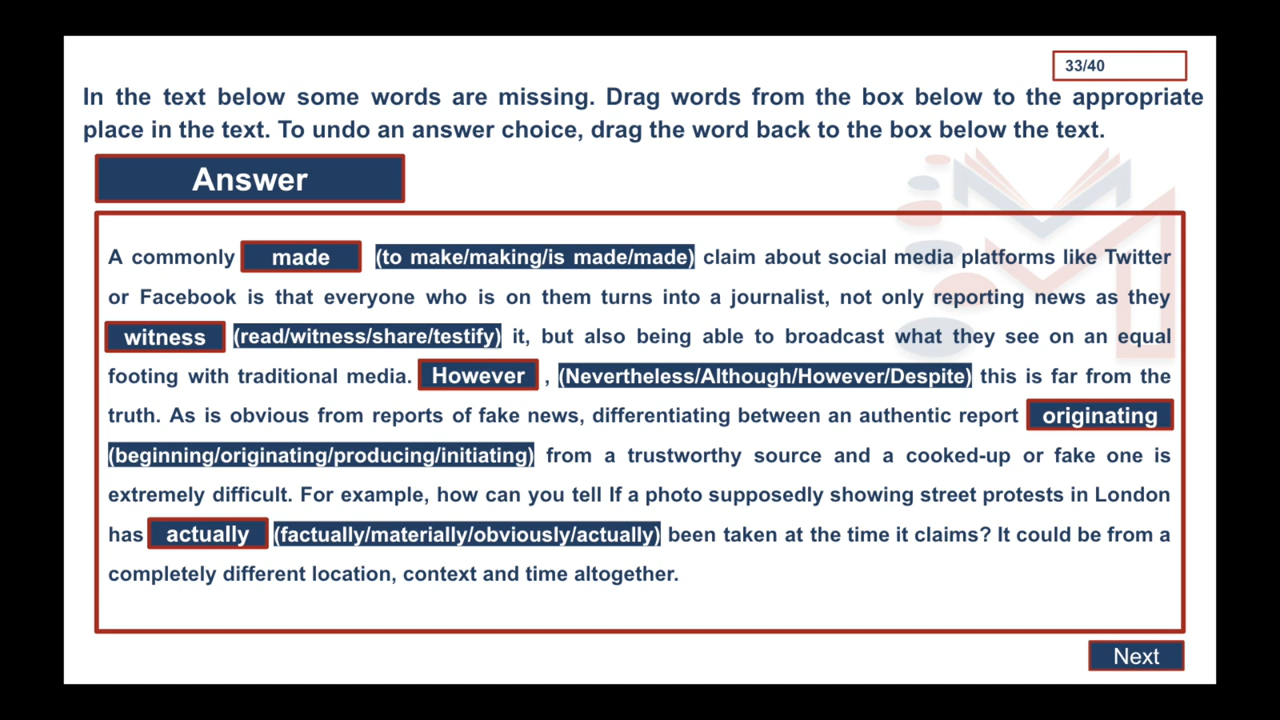 33/40
In the text below some words are missing. Drag words from the box below to the appropriate
place in the text. To undo an answer choice, drag the word back to the box below the text.
Answer
A commonly made (to make/making/is made/made) claim about social media platforms like Twitter
or Facebook is that everyone who is on them turns into a journalist, not only reporting news as they
witness (read/witness/share/testify) it, but also being able to broadcast what they see on an equal
footing with traditional media. However , (Nevertheless/Although/However/Despite) this is far from the
truth. As is obvious from reports of fake news, differentiating between an authentic report originating
(beginning/originating/producing/initiating) from a trustworthy source and a cooked-up or fake one is
extremely difficult. For example, how can you tell If a photo supposedly showing street protests in London
has actually (factually/materially/obviously/actually) been taken at the time it claims? It could be from a
completely different location, context and time altogether.
Next